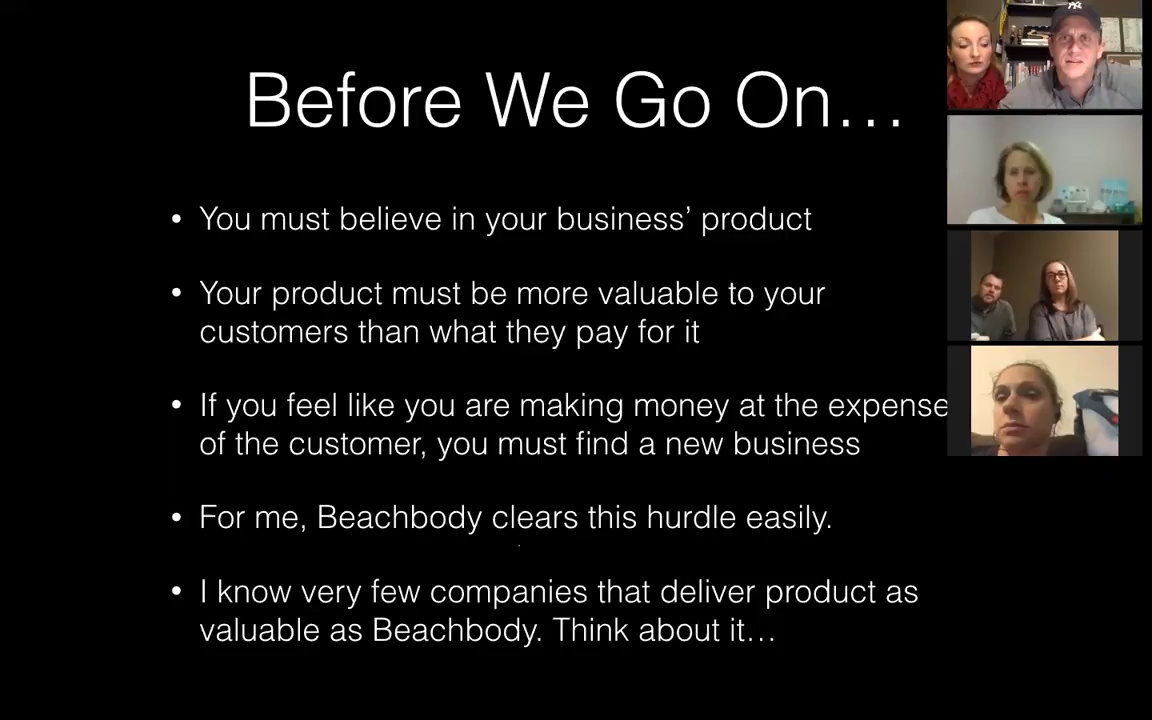 Before We Go On…
• You must believe in your business’ product
• Your product must be more valuable to your
customers than what they pay for it
• If you feel like you are making money at the expense
of the customer, you must find a new business
• For me, Beachbody clears this hurdle easily.
• I know very few companies that deliver product as
valuable as Beachbody. Think about it…